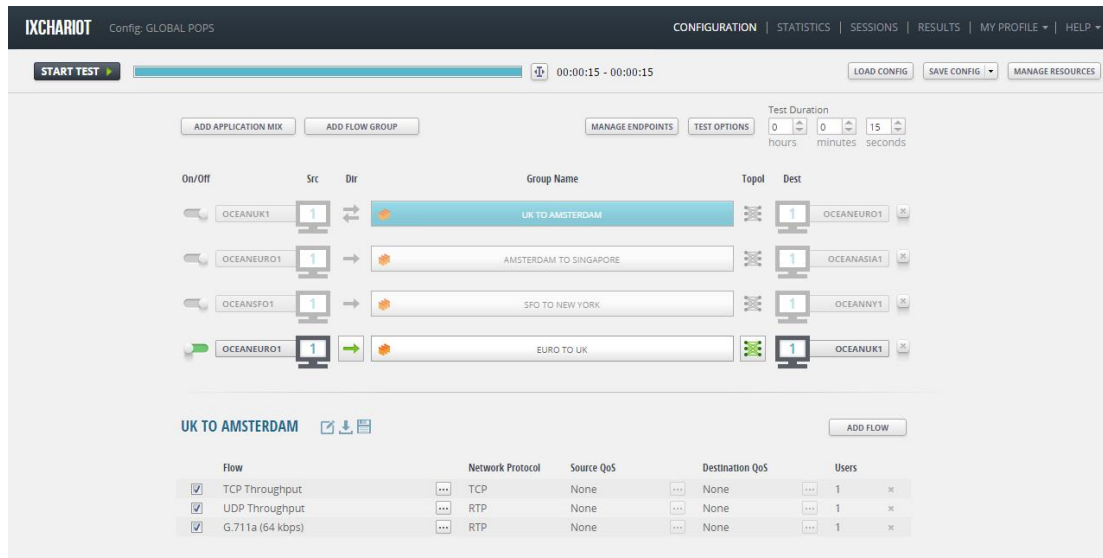 IXCHARIOT Config: GLOBAL POPS CONFIGURATION | STATISTICS | SESSIONS | RESULTS | MY PROFILE | HELP
START TEST 00:00:15 - 00:00:15 LOAD CONFIG SAVE CONFIG MANAGE RESOURCES
Test Duration
ADD APPLICATION MIX ADD FLOW GROUP MANAGE ENDPOINTS TEST OPTIONS 0 0 15
hours minutes seconds
On/Off Src Dir Group Name Topol Dest
OCEANUK1 1 UK TO AMSTERDAM 1 OCEANEURO1 x
OCEANEURO1 1 AMSTERDAM TO SINGAPORE 1 OCEANASIA1 x
OCEANSFO1 1 SFO TO NEW YORK 1 OCEANNY1 x
OCEANEURO1 1 EURO TO UK 1 OCEANUK1 x
UK TO AMSTERDAM ADD FLOW
Flow Network Protocol Source QoS Destination QoS Users
TCP Throughput ... TCP None ... None ... 1 x
UDP Throughput ... RTP None ... None ... 1 x
G.711a (64 kbps) ... RTP None ... None ... 1 x